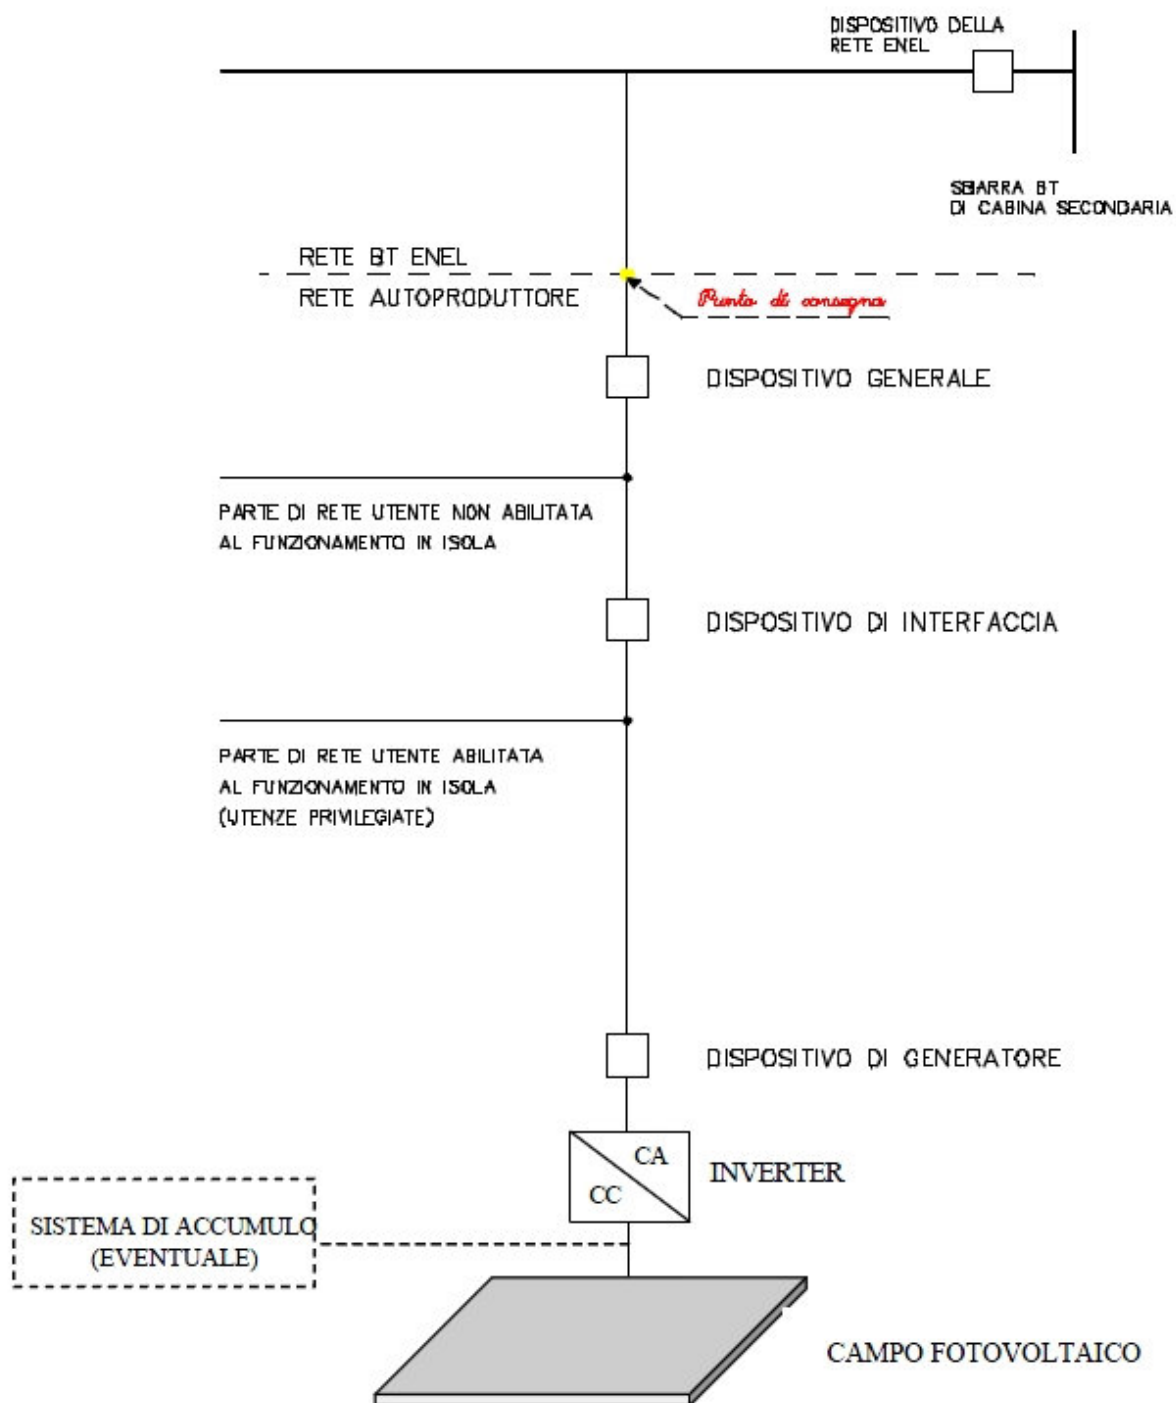 DISPOSITIVO DELLA
RETE ENEL
SBARRA BT
DI CABINA SECONDARIA
RETE BT ENEL
RETE AUTOPRODUTTORE
Punto di consegna
DISPOSITIVO GENERALE
PARTE DI RETE UTENTE NON ABILITATA
AL FUNZIONAMENTO IN ISOLA
DISPOSITIVO DI INTERFACCIA
PARTE DI RETE UTENTE ABILITATA
AL FUNZIONAMENTO IN ISOLA
(UTENZE PRIVILEGIATE)
DISPOSITIVO DI GENERATORE
CA
CC
INVERTER
SISTEMA DI ACCUMULO
(EVENTUALE)
CAMPO FOTOVOLTAICO